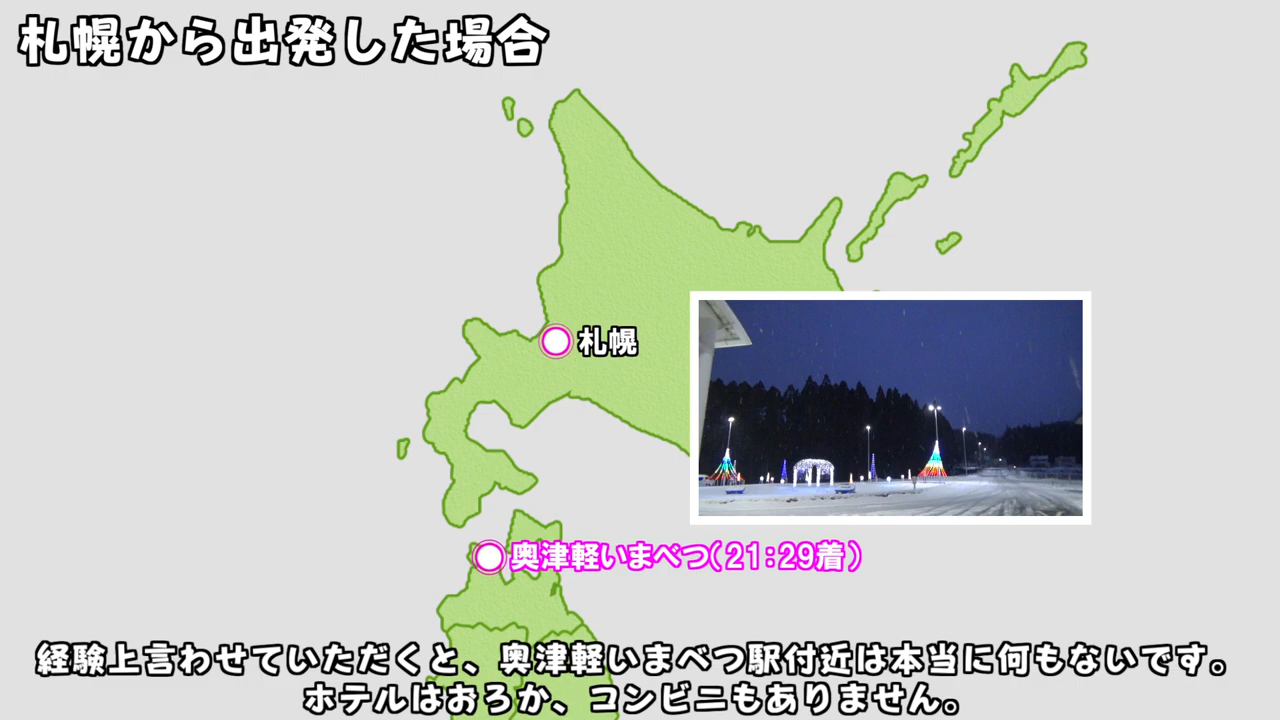 札幌から出発した場合
札幌
奥津軽いまべつ(21:29着)
経験上言わせていただくと、奥津軽いまべつ駅付近は本当に何もないです。
ホテルはおろか、コンビニもありません。